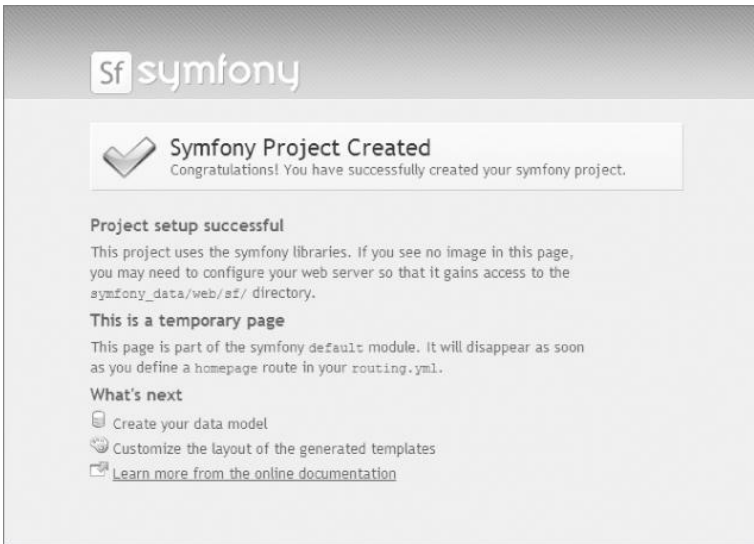 Sf symfony
Symfony Project Created
Congratulations! You have successfully created your symfony project.
Project setup successful
This project uses the symfony libraries. If you see no image in this page,
you may need to configure your web server so that it gains access to the
symfony_data/web/sf/ directory.
This is a temporary page
This page is part of the symfony default module. It will disappear as soon
as you define a homepage route in your routing.yml.
What's next
Create your data model
Customize the layout of the generated templates
Learn more from the online documentation